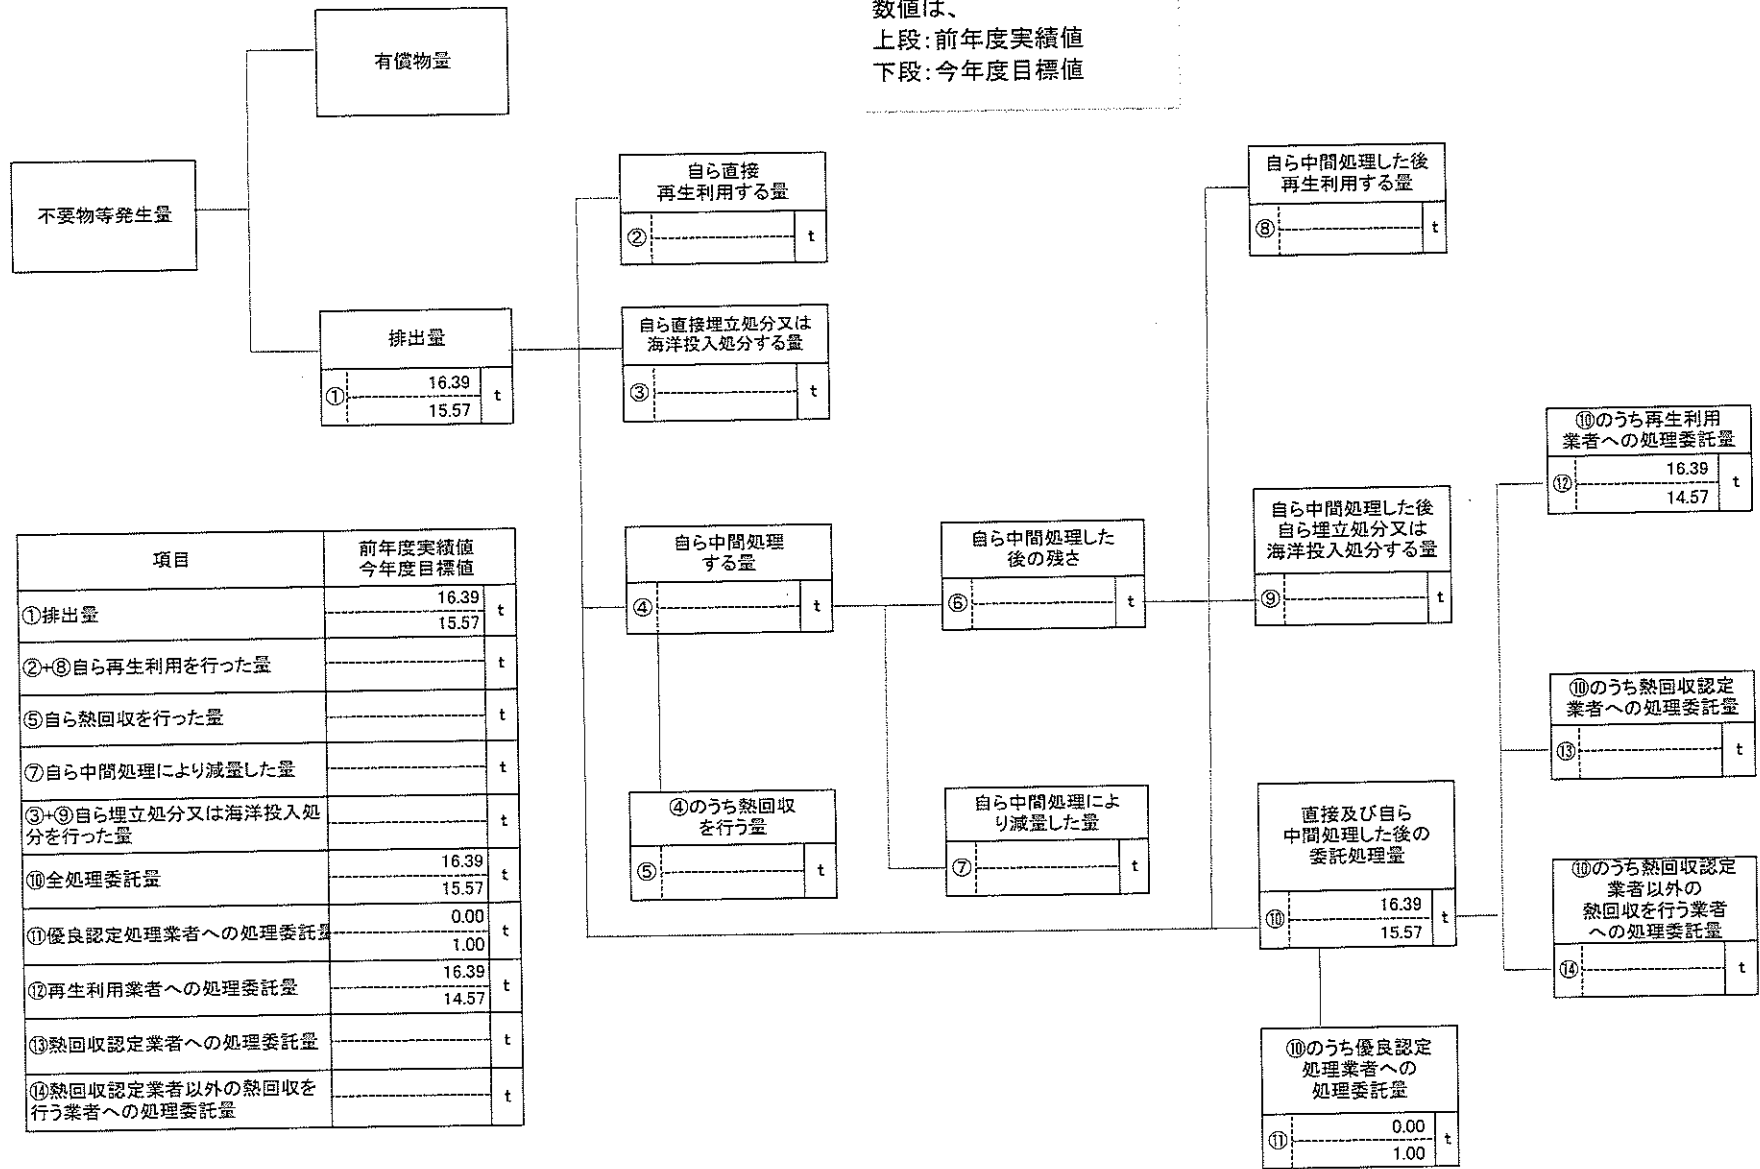 数値は、
上段：前年度実績値
下段：今年度目標値
有償物量
不要物等発生量
排出量
① 16.39 t
15.57
自ら直接
再生利用する量
② t
自ら直接埋立処分又は
海洋投入処分する量
③ t
自ら中間処理
する量
④ t
④のうち熱回収
を行う量
⑤ t
自ら中間処理した
後の残さ
⑥ t
自ら中間処理によ
り減量した量
⑦ t
自ら中間処理した後
再生利用する量
⑧ t
自ら中間処理した後
自ら埋立処分又は
海洋投入処分する量
⑨ t
直接及び自ら
中間処理した後の
委託処理量
⑩ 16.39 t
15.57
⑩のうち優良認定
処理業者への
処理委託量
⑪ 0.00 t
1.00
⑩のうち再生利用
業者への処理委託量
⑫ 16.39 t
14.57
⑩のうち熱回収認定
業者への処理委託量
⑬ t
⑩のうち熱回収認定
業者以外の
熱回収を行う業者
への処理委託量
⑭ t
項目 前年度実績値
今年度目標値
①排出量 16.39 t
15.57
②+⑧自ら再生利用を行った量 t
⑤自ら熱回収を行った量 t
⑦自ら中間処理により減量した量 t
③+⑨自ら埋立処分又は海洋投入処
分を行った量 t
⑩全処理委託量 16.39 t
15.57
⑪優良認定処理業者への処理委託量 0.00 t
1.00
⑫再生利用業者への処理委託量 16.39 t
14.57
⑬熱回収認定業者への処理委託量 t
⑭熱回収認定業者以外の熱回収を
行う業者への処理委託量 t